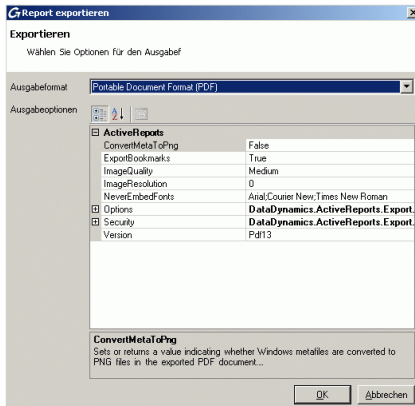 Report exportieren
Exportieren
Wählen Sie Optionen für den Ausgabef
Ausgabeformat Portable Document Format (PDF)
Ausgabeoptionen
ActiveReports
ConvertMetaToPng False
ExportBookmarks True
ImageQuality Medium
ImageResolution 0
NeverEmbedFonts Arial;Courier New;Times New Roman
Options DataDynamics.ActiveReports.Export.
Security DataDynamics.ActiveReports.Export.
Version Pdf13
ConvertMetaToPng
Sets or returns a value indicating whether Windows metafiles are converted to
PNG files in the exported PDF document...
OK Abbrechen